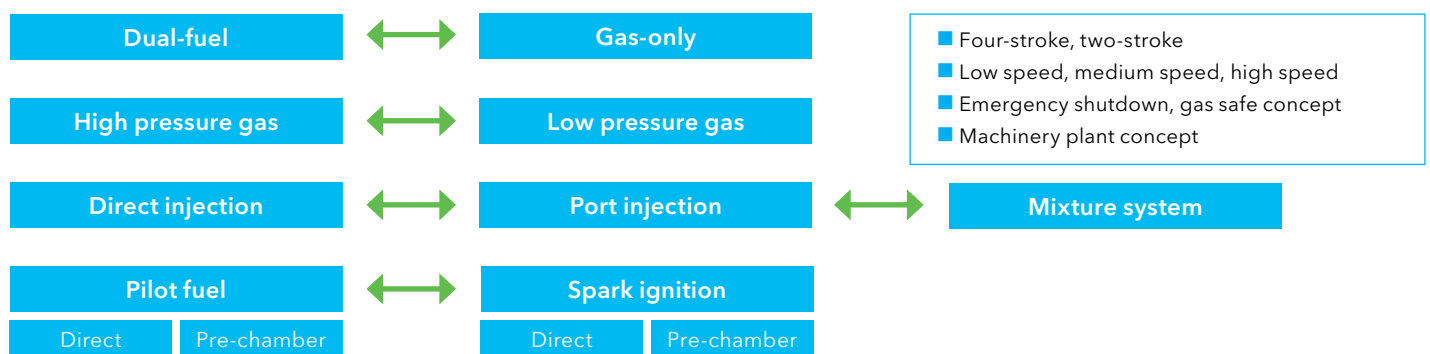 Dual-fuel
Gas-only
High pressure gas
Low pressure gas
Direct injection
Port injection
Mixture system
Pilot fuel
Spark ignition
Direct
Pre-chamber
Direct
Pre-chamber
Four-stroke, two-stroke
Low speed, medium speed, high speed
Emergency shutdown, gas safe concept
Machinery plant concept